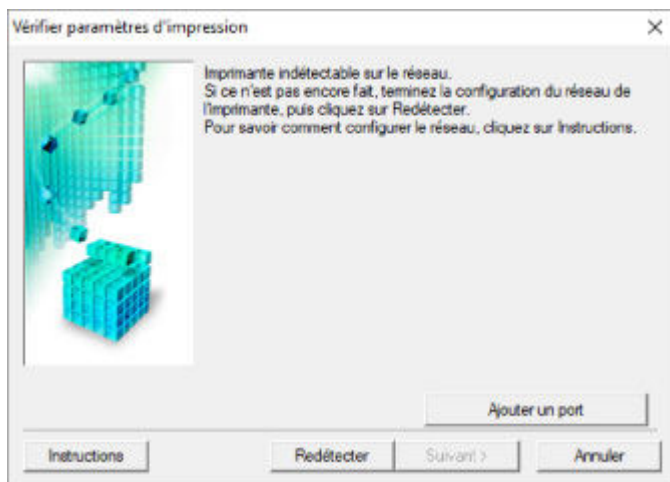 Vérifier paramètres d'impression
Imprimante indétectable sur le réseau.
Si ce n'est pas encore fait, terminez la configuration du réseau de
l'imprimante, puis cliquez sur Redétecter.
Pour savoir comment configurer le réseau, cliquez sur Instructions.
Ajouter un port
Instructions
Redétecter
Suivant >
Annuler